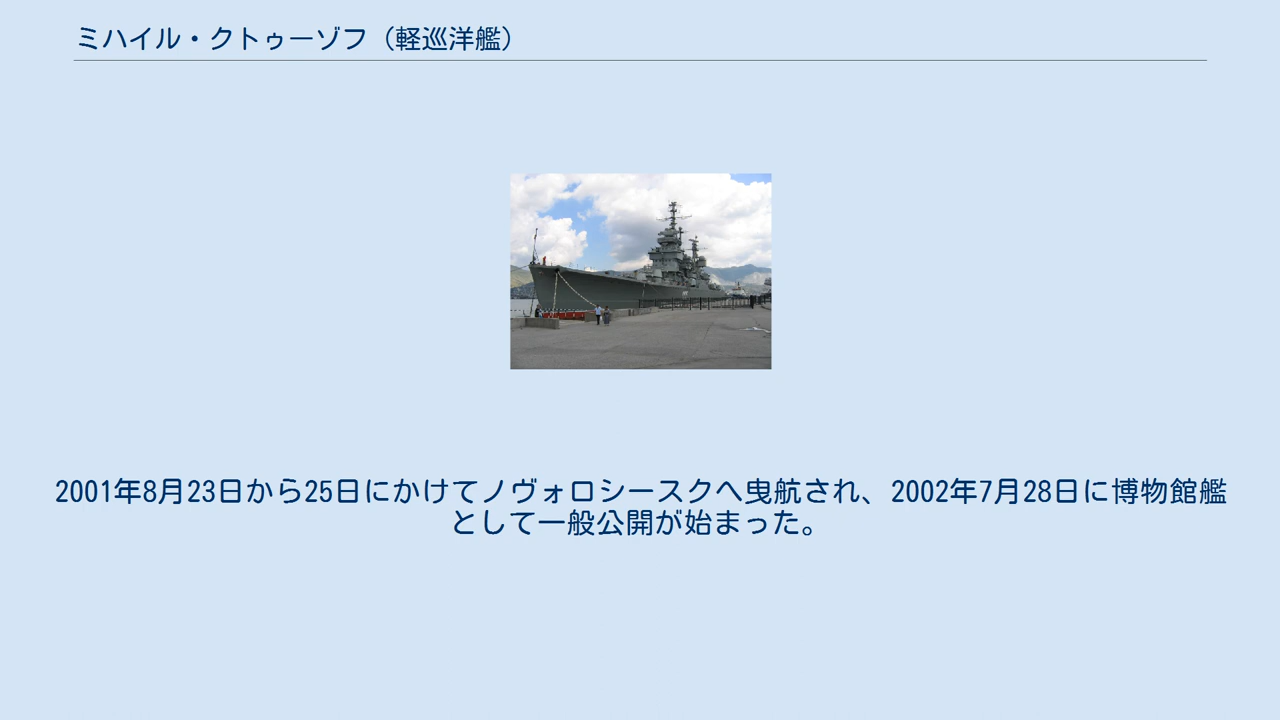 ミハイル・クトゥーゾフ（軽巡洋艦）
2001年8月23日から25日にかけてノヴォロシースクへ曳航され、2002年7月28日に博物館艦
として一般公開が始まった。